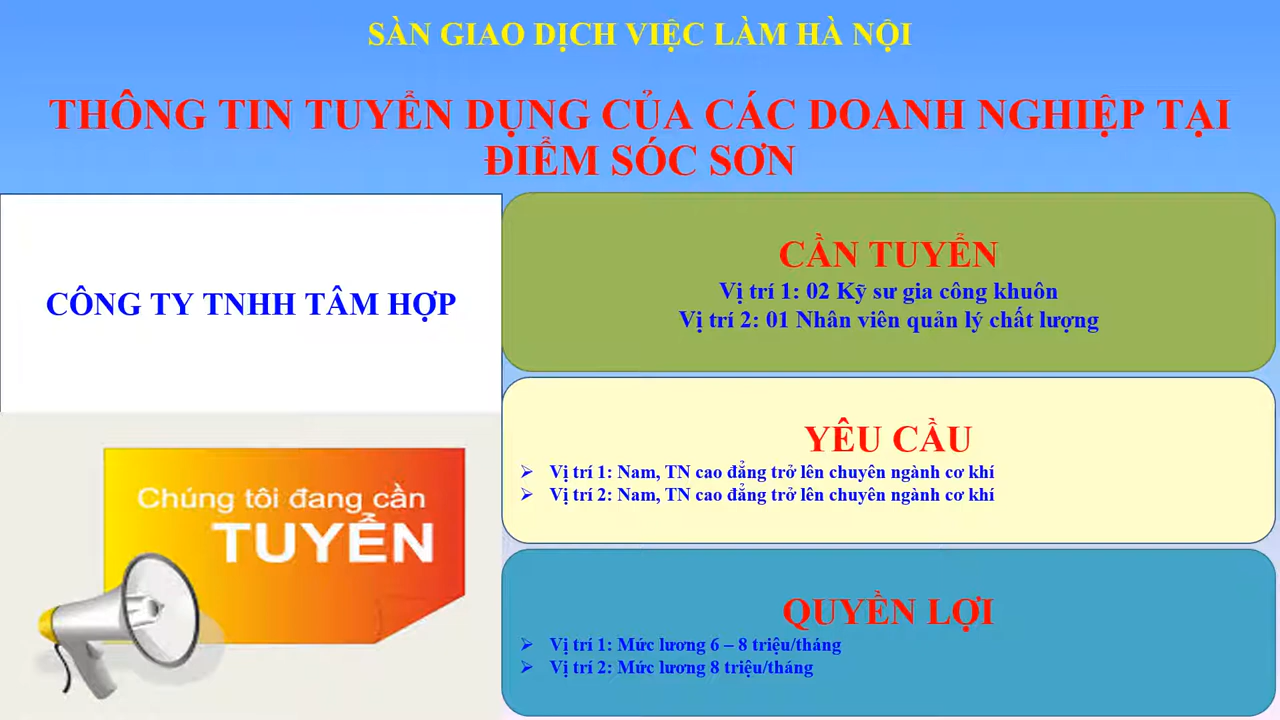 SÀN GIAO DỊCH VIỆC LÀM HÀ NỘI
THÔNG TIN TUYỂN DỤNG CỦA CÁC DOANH NGHIỆP TẠI
ĐIỂM SÓC SƠN
CÔNG TY TNHH TÂM HỢP
Chúng tôi đang cần
TUYỂN
CẦN TUYỂN
Vị trí 1: 02 Kỹ sư gia công khuôn
Vị trí 2: 01 Nhân viên quản lý chất lượng
YÊU CẦU
➢ Vị trí 1: Nam, TN cao đẳng trở lên chuyên ngành cơ khí
➢ Vị trí 2: Nam, TN cao đẳng trở lên chuyên ngành cơ khí
QUYỀN LỢI
➢ Vị trí 1: Mức lương 6 – 8 triệu/tháng
➢ Vị trí 2: Mức lương 8 triệu/tháng